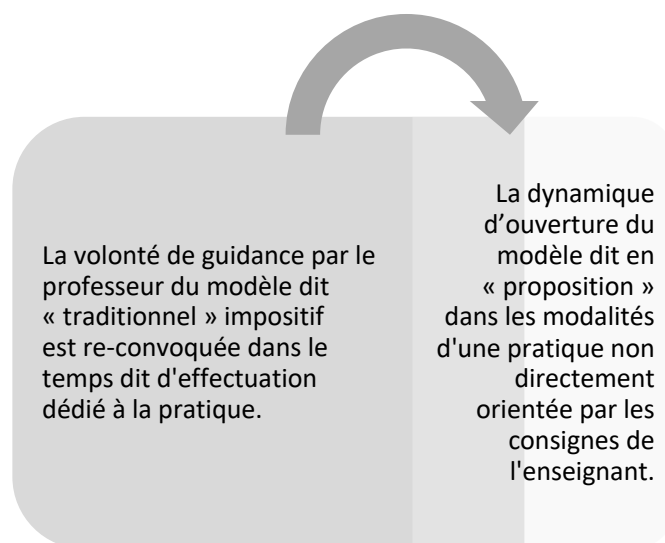 La volonté de guidance par le
professeur du modèle dit
« traditionnel » impositif
est re-convoquée dans le
temps dit d'effectuation
dédié à la pratique.
La dynamique
d’ouverture du
modèle dit en
« proposition »
dans les modalités
d'une pratique non
directement
orientée par les
consignes de
l'enseignant.